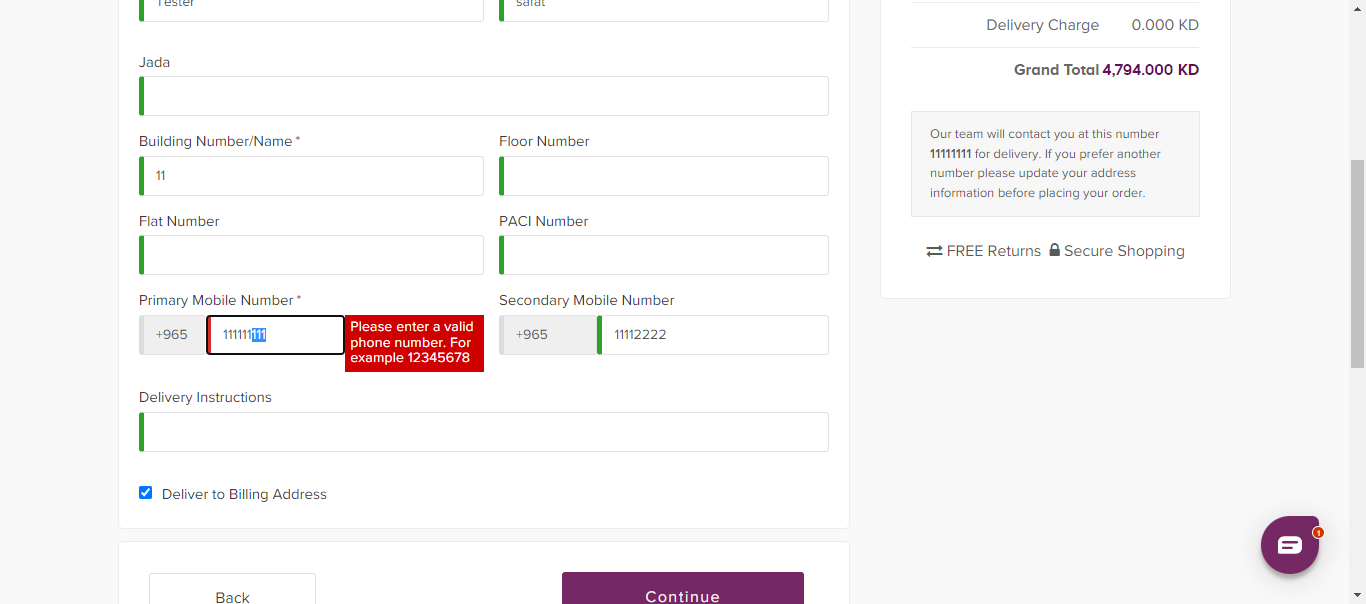 Tester
safat
Jada
Building Number/Name *
Floor Number
11
Flat Number
PACI Number
Primary Mobile Number *
Secondary Mobile Number
+965
111111111
Please enter a valid
phone number. For
example 12345678
+965
11112222
Delivery Instructions
Deliver to Billing Address
Back
Continue
Delivery Charge 0.000 KD
Grand Total 4,794.000 KD
Our team will contact you at this number
11111111 for delivery. If you prefer another
number please update your address
information before placing your order.
FREE Returns Secure Shopping
1